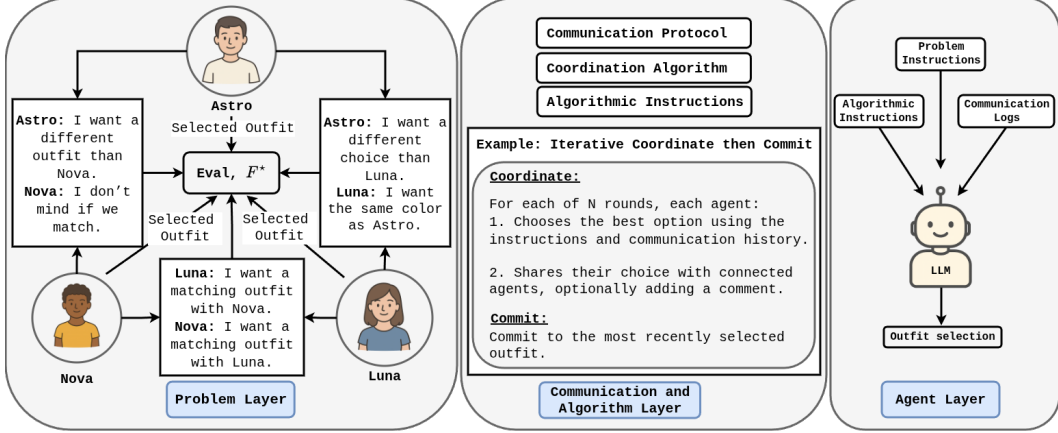 Astro
Astro: I want a
different
outfit than
Nova.
Nova: I don't
mind if we
match.
Selected Outfit
Eval, F*
Astro: I want a
different
choice than
Luna.
Luna: I want
the same color
as Astro.
Selected
Outfit
Selected
Outfit
Luna: I want a
matching outfit
with Nova.
Nova: I want a
matching outfit
with Luna.
Nova
Luna
Problem Layer
Communication Protocol
Coordination Algorithm
Algorithmic Instructions
Example: Iterative Coordinate then Commit
Coordinate:
For each of N rounds, each agent:
1. Chooses the best option using the
instructions and communication history.
2. Shares their choice with connected
agents, optionally adding a comment.
Commit:
Commit to the most recently selected
outfit.
Communication and
Algorithm Layer
Problem
Instructions
Algorithmic
Instructions
Communication
Logs
LLM
Outfit selection
Agent Layer